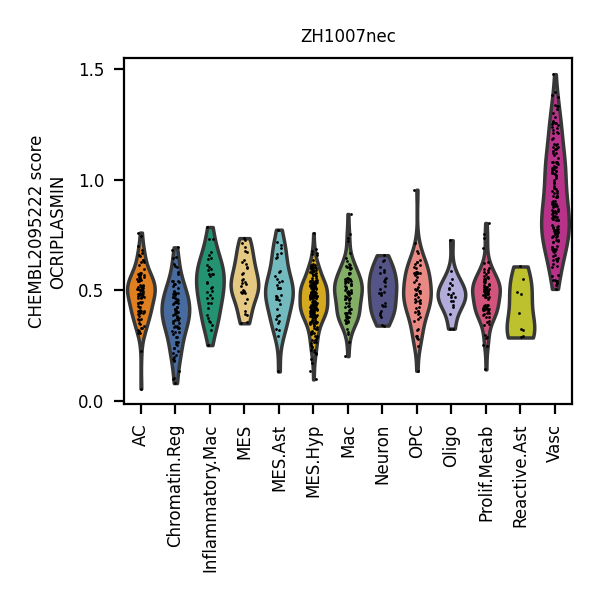 ZH1007nec
CHEMBL2095222 score
OCRIPLASMIN
1.5
1.0
0.5
0.0
AC
Chromatin.Reg
Inflammatory.Mac
MES
MES.Ast
MES.Hyp
Mac
Neuron
OPC
Oligo
Prolif.Metab
Reactive.Ast
Vasc